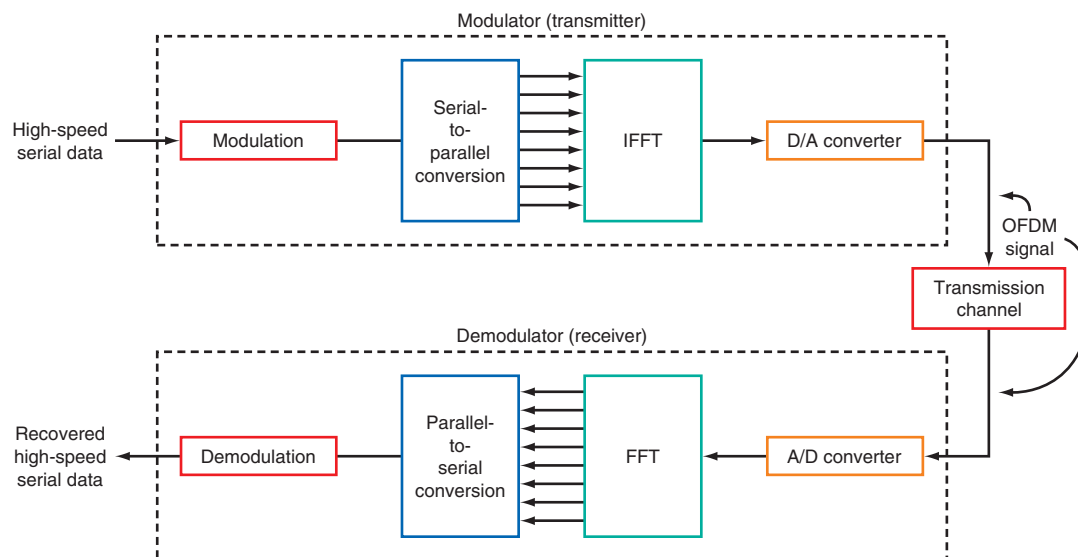 Modulator (transmitter)
High-speed
serial data
Modulation
Serial-
to-
parallel
conversion
IFFT
D/A converter
OFDM
signal
Transmission
channel
Demodulator (receiver)
Recovered
high-speed
serial data
Demodulation
Parallel-
to-
serial
conversion
FFT
A/D converter